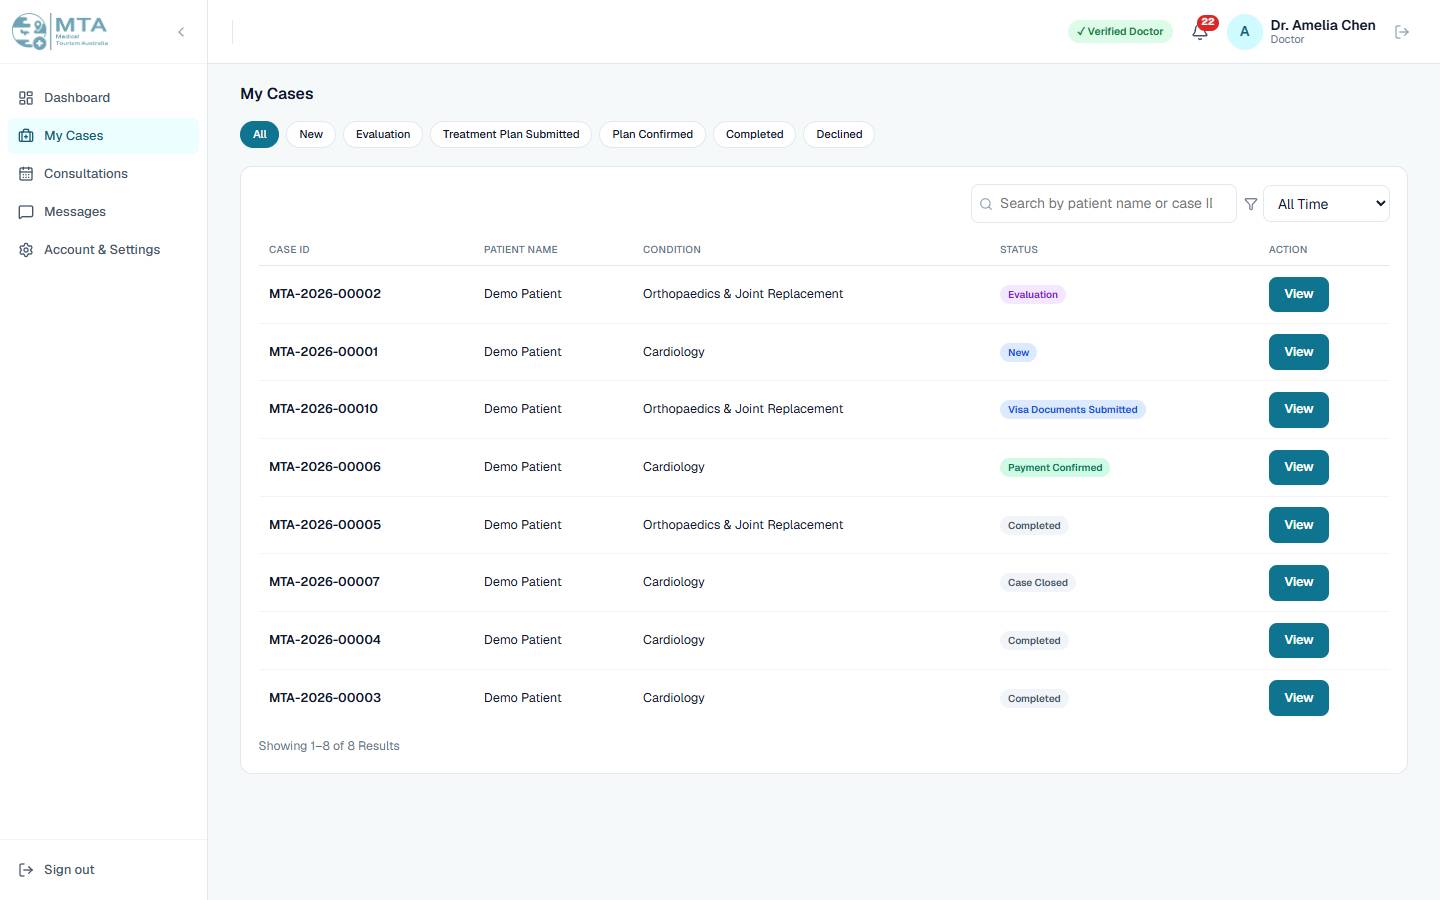 MTA
Medical
Tourism Australia
✓ Verified Doctor
22
A
Dr. Amelia Chen
Doctor
Dashboard
My Cases
Consultations
Messages
Account & Settings
Sign out
My Cases
All New Evaluation Treatment Plan Submitted Plan Confirmed Completed Declined
Search by patient name or case II
All Time
CASE ID PATIENT NAME CONDITION STATUS ACTION
MTA-2026-00002 Demo Patient Orthopaedics & Joint Replacement Evaluation View
MTA-2026-00001 Demo Patient Cardiology New View
MTA-2026-00010 Demo Patient Orthopaedics & Joint Replacement Visa Documents Submitted View
MTA-2026-00006 Demo Patient Cardiology Payment Confirmed View
MTA-2026-00005 Demo Patient Orthopaedics & Joint Replacement Completed View
MTA-2026-00007 Demo Patient Cardiology Case Closed View
MTA-2026-00004 Demo Patient Cardiology Completed View
MTA-2026-00003 Demo Patient Cardiology Completed View
Showing 1–8 of 8 Results